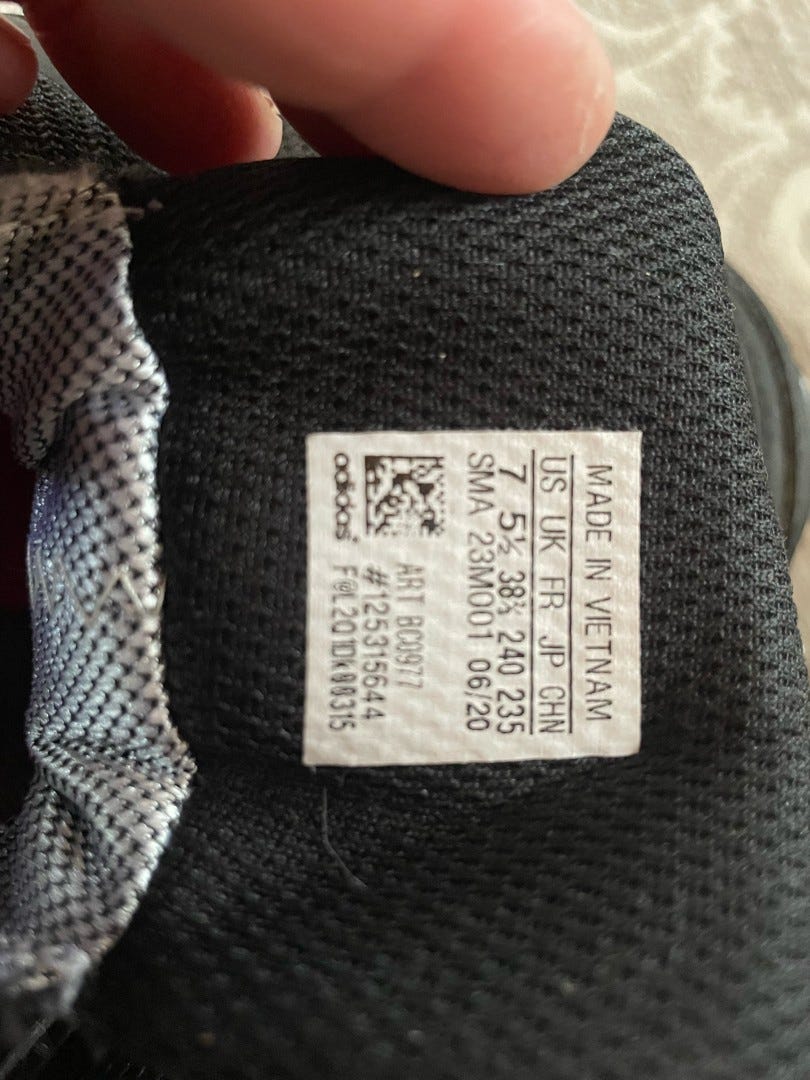 MADE IN VIETNAM
US UK FR JP CHN
7 5½ 38⅔ 240 235
SMA 23M001 06/20
ART BC0977
#125315644
adidas F@L201DK00315